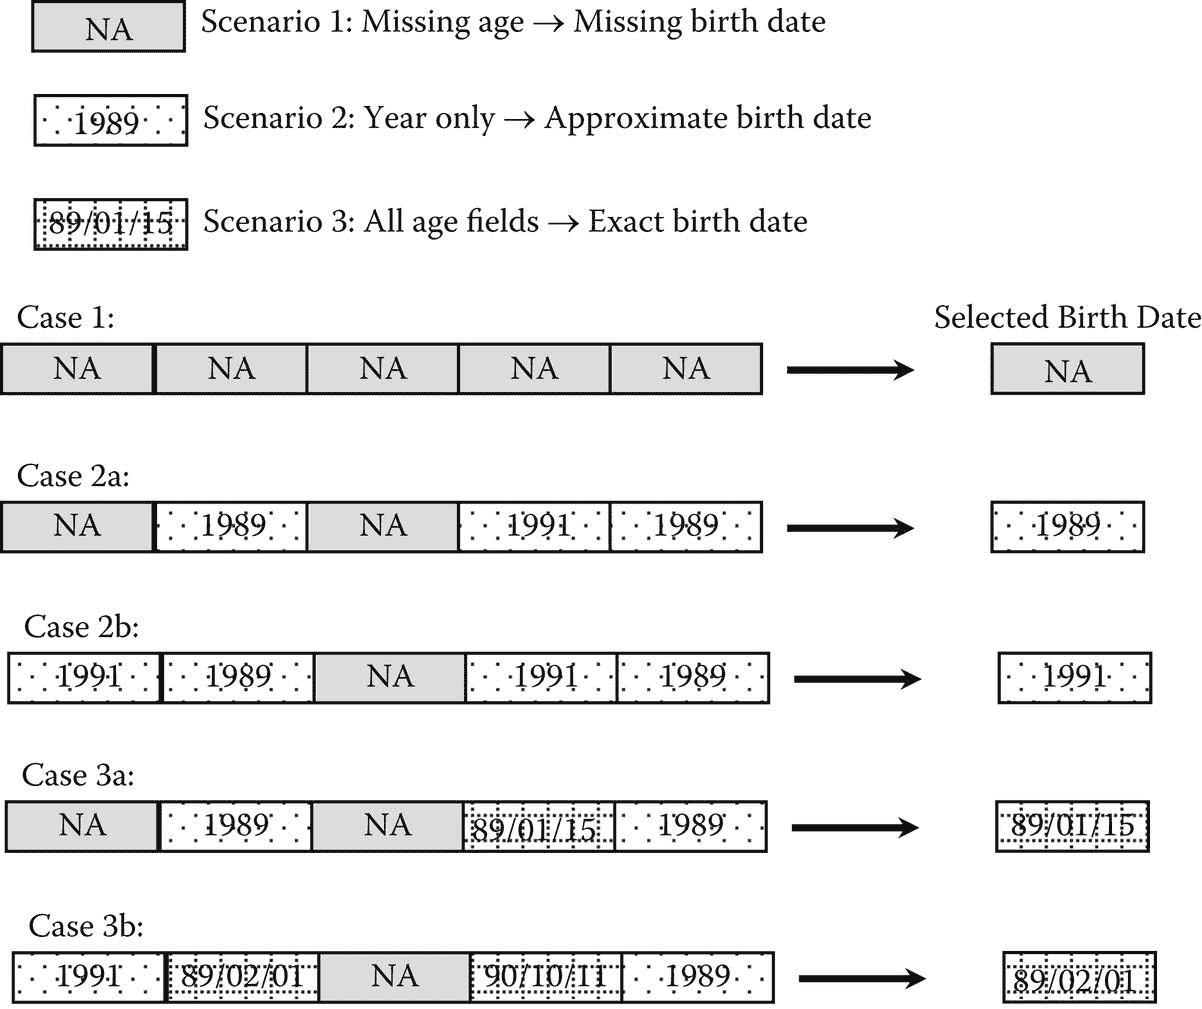 NA Scenario 1: Missing age → Missing birth date
1989 Scenario 2: Year only → Approximate birth date
89/01/15 Scenario 3: All age fields → Exact birth date
Case 1: Selected Birth Date
NA NA NA NA NA NA
Case 2a:
NA 1989 NA 1991 1989 1989
Case 2b:
1991 1989 NA 1991 1989 1991
Case 3a:
NA 1989 NA 89/01/15 1989 89/01/15
Case 3b:
1991 89/02/01 NA 90/10/11 1989 89/02/01